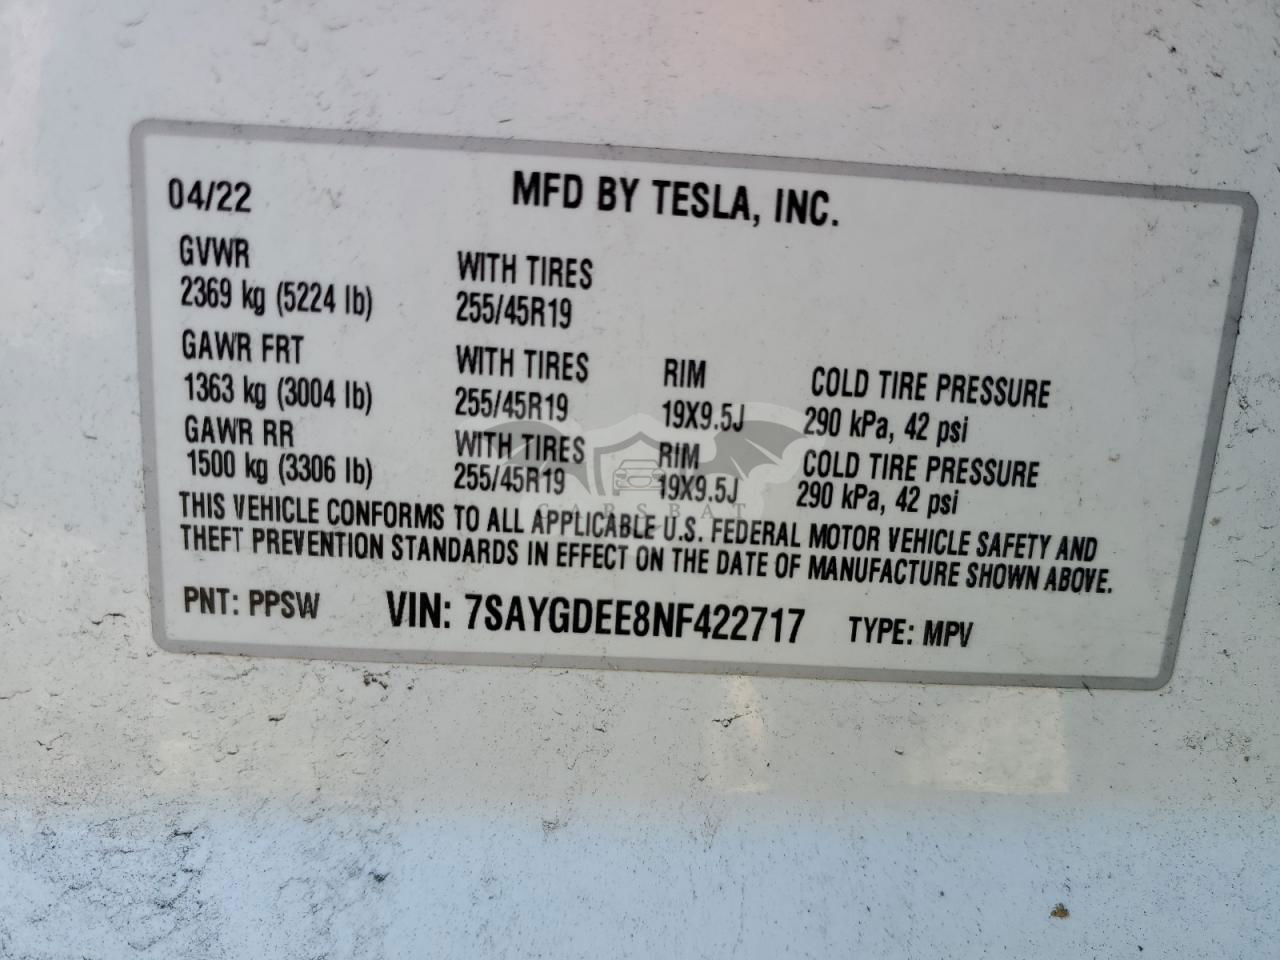 04/22 MFD BY TESLA, INC.
GVWR WITH TIRES
2369 kg (5224 lb) 255/45R19
GAWR FRT WITH TIRES RIM COLD TIRE PRESSURE
1363 kg (3004 lb) 255/45R19 19X9.5J 290 kPa, 42 psi
GAWR RR WITH TIRES RIM COLD TIRE PRESSURE
1500 kg (3306 lb) 255/45R19 19X9.5J 290 kPa, 42 psi
CARSBAT
THIS VEHICLE CONFORMS TO ALL APPLICABLE U.S. FEDERAL MOTOR VEHICLE SAFETY AND
THEFT PREVENTION STANDARDS IN EFFECT ON THE DATE OF MANUFACTURE SHOWN ABOVE.
PNT: PPSW VIN: 7SAYGDEE8NF422717 TYPE: MPV